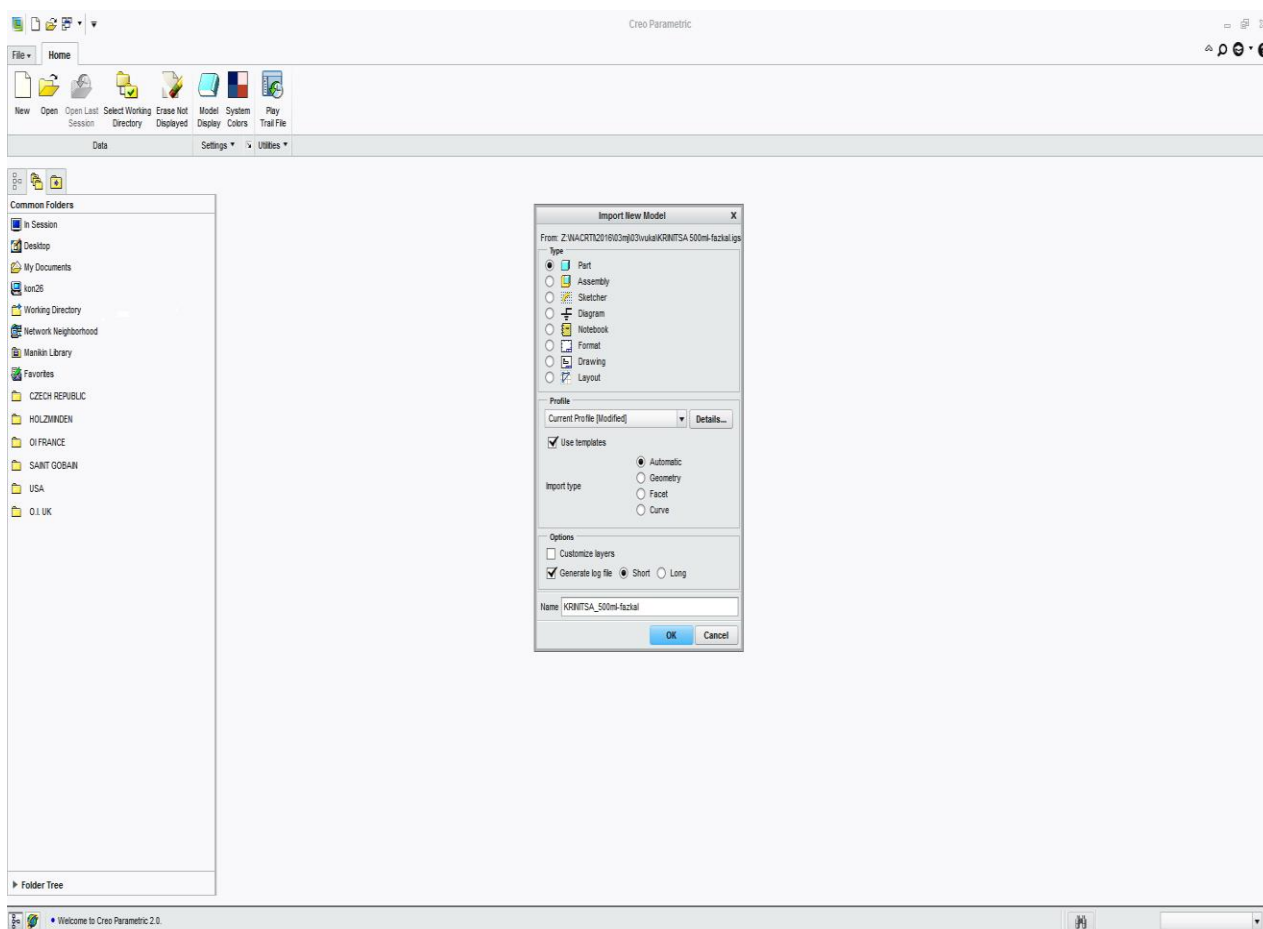 Creo Parametric
File
Home
New
Open
Open Last Session
Select Working Directory
Erase Not Displayed
Model Display
System Colors
Play Trail File
Data
Settings
Utilities
Common Folders
In Session
Desktop
My Documents
kon26
Working Directory
Network Neighborhood
Manikin Library
Favorites
CZECH REPUBLIC
HOLZMINDEN
OI FRANCE
SAINT GOBAIN
USA
O.I. UK
Folder Tree
Import New Model
X
From: Z:\NACRTI\2016\03mj\03\vuka\KRINITSA 500ml-fazkal.igs
Type
Part
Assembly
Sketcher
Diagram
Notebook
Format
Drawing
Layout
Profile
Current Profile [Modified]
Details...
Use templates
Import type
Automatic
Geometry
Facet
Curve
Options
Customize layers
Generate log file Short Long
Name KRINITSA_500ml-fazkal
OK Cancel
• Welcome to Creo Parametric 2.0.